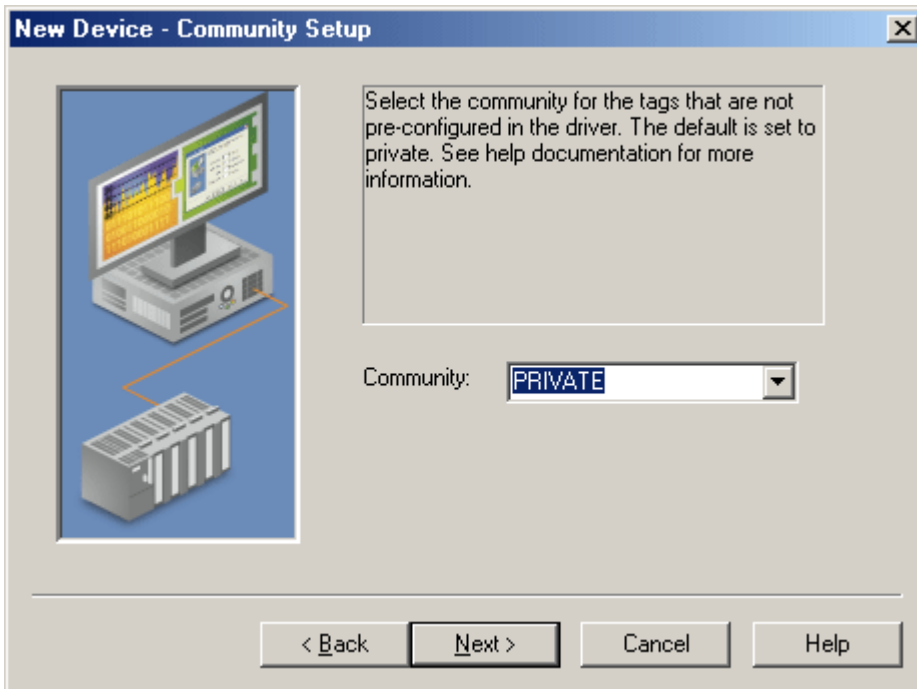 New Device - Community Setup
Select the community for the tags that are not
pre-configured in the driver. The default is set to
private. See help documentation for more
information.
Community: PRIVATE
< Back Next > Cancel Help